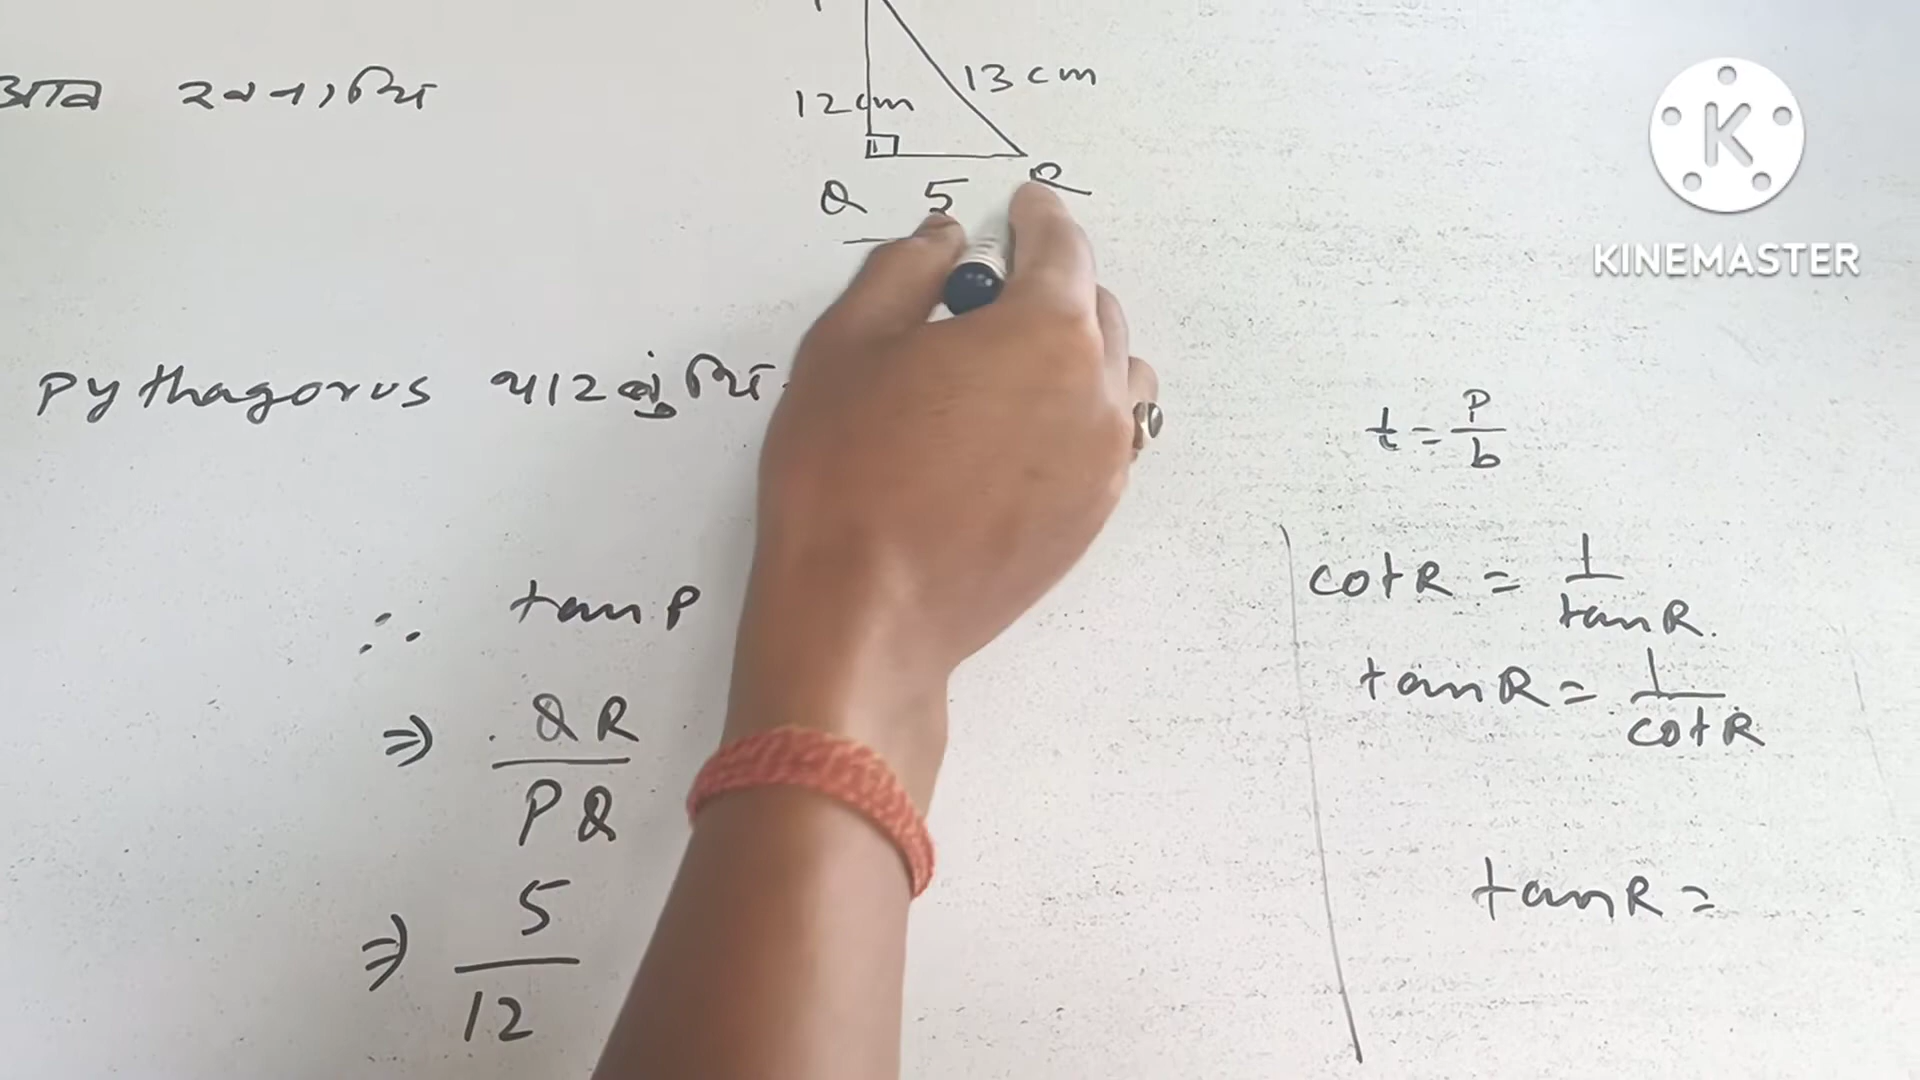 13 cm
12 cm
Q 5 R
Pythagorus
t = P/b
∴ tan P
cot R = 1/tan R.
⇒ QR/PQ
tan R = 1/cot R
⇒ 5/12
tan R =
K
KINEMASTER